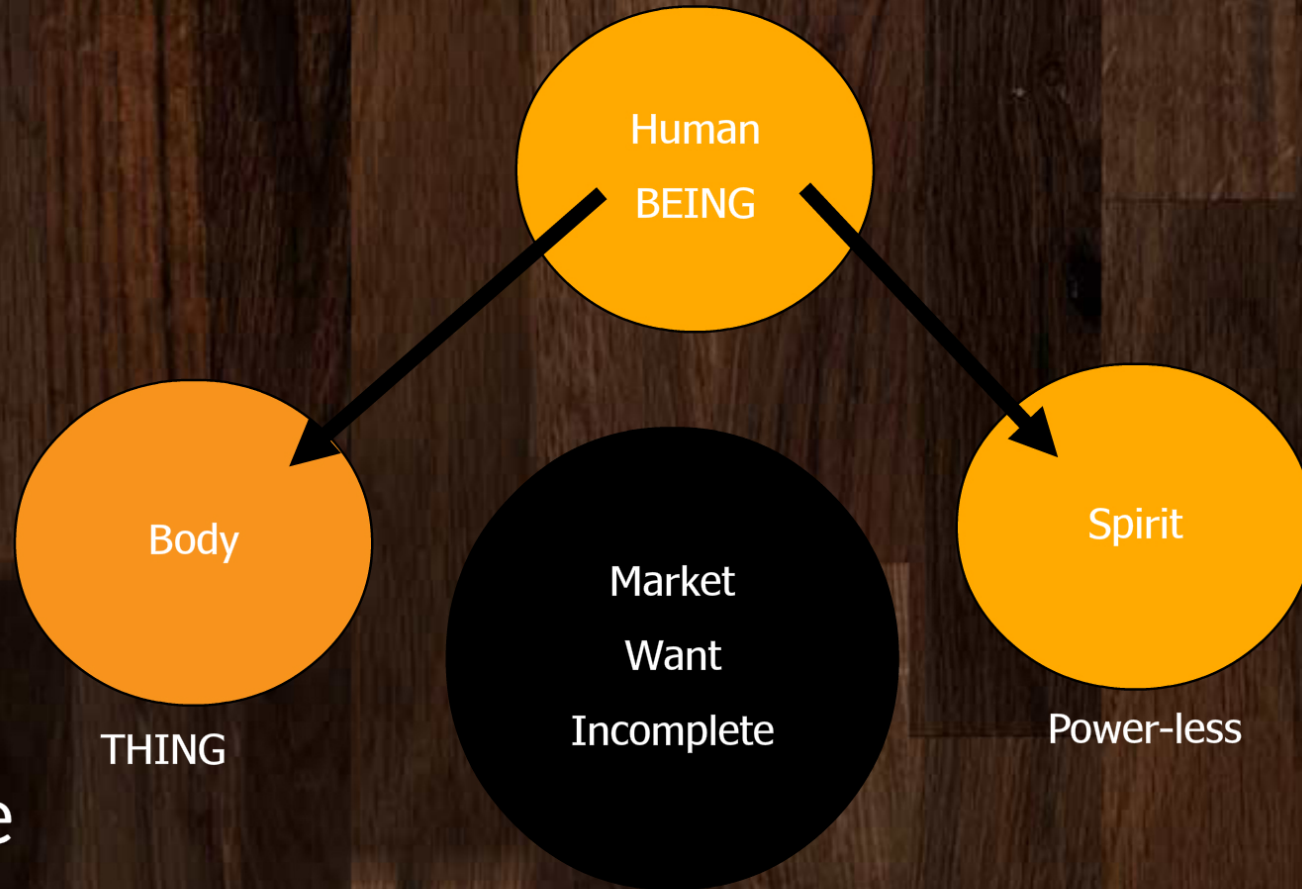 Human
BEING
Body
Spirit
Market
Want
Incomplete
THING
Power-less